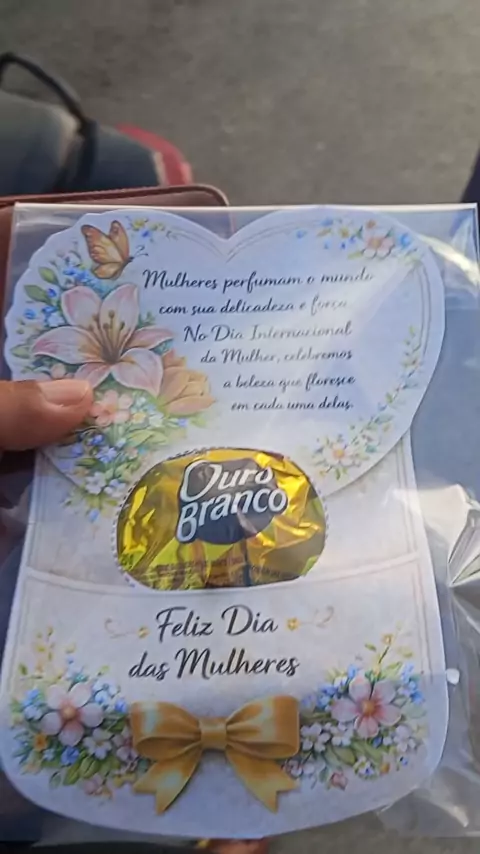 Mulheres perfumam o mundo
com sua delicadeza e força
No Dia Internacional
da Mulher, celebremos
a beleza que floresce
em cada uma delas.
Ouro
Branco
Feliz Dia
das Mulheres